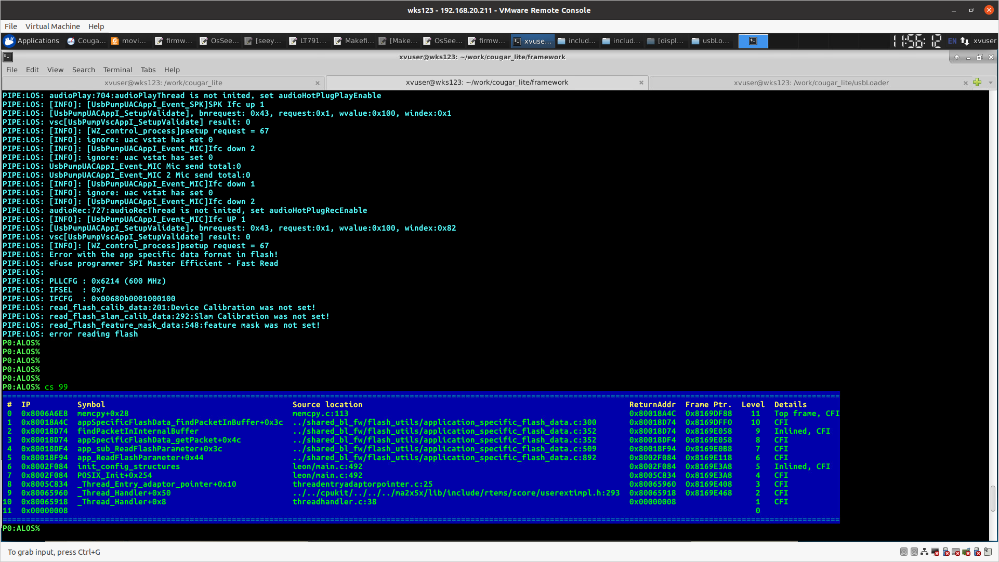 wks123 - 192.168.20.211 - VMware Remote Console
File Virtual Machine Help
Applications Couga... movi... firmw... OsSee... [seey... LT791... Makefi... [Make... OsSee... firmw... xvuse... includ... includ... [displ... usbLo... 11:56:12 EN xvuser
xvuser@wks123: ~/work/cougar_lite/framework
File Edit View Search Terminal Tabs Help
xvuser@wks123: /work/cougar_lite xvuser@wks123: ~/work/cougar_lite/framework xvuser@wks123: /work/cougar_lite/usbLoader
PIPE:LOS: audioPlay:704:audioPlayThread is not inited, set audioHotPlugPlayEnable
PIPE:LOS: [INFO]: [UsbPumpUACAppI_Event_SPK]SPK Ifc up 1
PIPE:LOS: [UsbPumpUACAppI_SetupValidate], bmrequest: 0x43, request:0x1, wvalue:0x100, windex:0x1
PIPE:LOS: vsc[UsbPumpVscAppI_SetupValidate] result: 0
PIPE:LOS: [INFO]: [WZ_control_process]psetup request = 67
PIPE:LOS: [INFO]: ignore: uac vstat has set 0
PIPE:LOS: [INFO]: [UsbPumpUACAppI_Event_MIC]Ifc down 2
PIPE:LOS: [INFO]: ignore: uac vstat has set 0
PIPE:LOS: UsbPumpUACAppI_Event_MIC Mic send total:0
PIPE:LOS: UsbPumpUACAppI_Event_MIC 2 Mic send total:0
PIPE:LOS: [INFO]: [UsbPumpUACAppI_Event_MIC]Ifc down 1
PIPE:LOS: [INFO]: ignore: uac vstat has set 0
PIPE:LOS: [INFO]: [UsbPumpUACAppI_Event_MIC]Ifc down 2
PIPE:LOS: audioRec:727:audioRecThread is not inited, set audioHotPlugRecEnable
PIPE:LOS: [INFO]: [UsbPumpUACAppI_Event_MIC]Ifc UP 1
PIPE:LOS: [UsbPumpUACAppI_SetupValidate], bmrequest: 0x43, request:0x1, wvalue:0x100, windex:0x82
PIPE:LOS: vsc[UsbPumpVscAppI_SetupValidate] result: 0
PIPE:LOS: [INFO]: [WZ_control_process]psetup request = 67
PIPE:LOS: Error with the app specific data format in flash!
PIPE:LOS: eFuse programmer SPI Master Efficient - Fast Read
PIPE:LOS:
PIPE:LOS: PLLCFG : 0x6214 (600 MHz)
PIPE:LOS: IFSEL  : 0x7
PIPE:LOS: IFCFG  : 0x00680b0001000100
PIPE:LOS: read_flash_calib_data:201:Device Calibration was not set!
PIPE:LOS: read_flash_slam_calib_data:292:Slam Calibration was not set!
PIPE:LOS: read_flash_feature_mask_data:548:feature mask was not set!
PIPE:LOS: error reading flash
P0:ALOS%
P0:ALOS%
P0:ALOS%
P0:ALOS%
P0:ALOS%
P0:ALOS% cs 99
# IP Symbol Source location ReturnAddr Frame Ptr. Level Details
0 0x8006A6E8 memcpy+0x28 memcpy.c:113 0x80018A4C 0x8169DF88 11 Top frame, CFI
1 0x80018A4C appSpecificFlashData_findPacketInBuffer+0x3c ../shared_bl_fw/flash_utils/application_specific_flash_data.c:300 0x80018D74 0x8169DFF0 10 CFI
2 0x80018D74 findPacketInInternalBuffer ../shared_bl_fw/flash_utils/application_specific_flash_data.c:352 0x80018D74 0x8169E058 9 Inlined, CFI
3 0x80018D74 appSpecificFlashData_getPacket+0x4c ../shared_bl_fw/flash_utils/application_specific_flash_data.c:352 0x80018DF4 0x8169E058 8 CFI
4 0x80018DF4 app_sub_ReadFlashParameter+0x3c ../shared_bl_fw/flash_utils/application_specific_flash_data.c:509 0x80018F94 0x8169E0B8 7 CFI
5 0x80018F94 app_ReadFlashParameter+0x44 ../shared_bl_fw/flash_utils/application_specific_flash_data.c:892 0x8002F084 0x8169E118 6 CFI
6 0x8002F084 init_config_structures leon/main.c:492 0x8002F084 0x8169E3A8 5 Inlined, CFI
7 0x8002F084 POSIX_Init+0x254 leon/main.c:492 0x8005C834 0x8169E3A8 4 CFI
8 0x8005C834 _Thread_Entry_adaptor_pointer+0x10 threadentryadaptorpointer.c:25 0x80065960 0x8169E408 3 CFI
9 0x80065960 _Thread_Handler+0x50 ../../cpukit/../../../ma2x5x/lib/include/rtems/score/userextimpl.h:293 0x80065918 0x8169E468 2 CFI
10 0x80065918 _Thread_Handler+0x8 threadhandler.c:38 0x00000008 1 CFI
11 0x00000008 0
P0:ALOS%
To grab input, press Ctrl+G